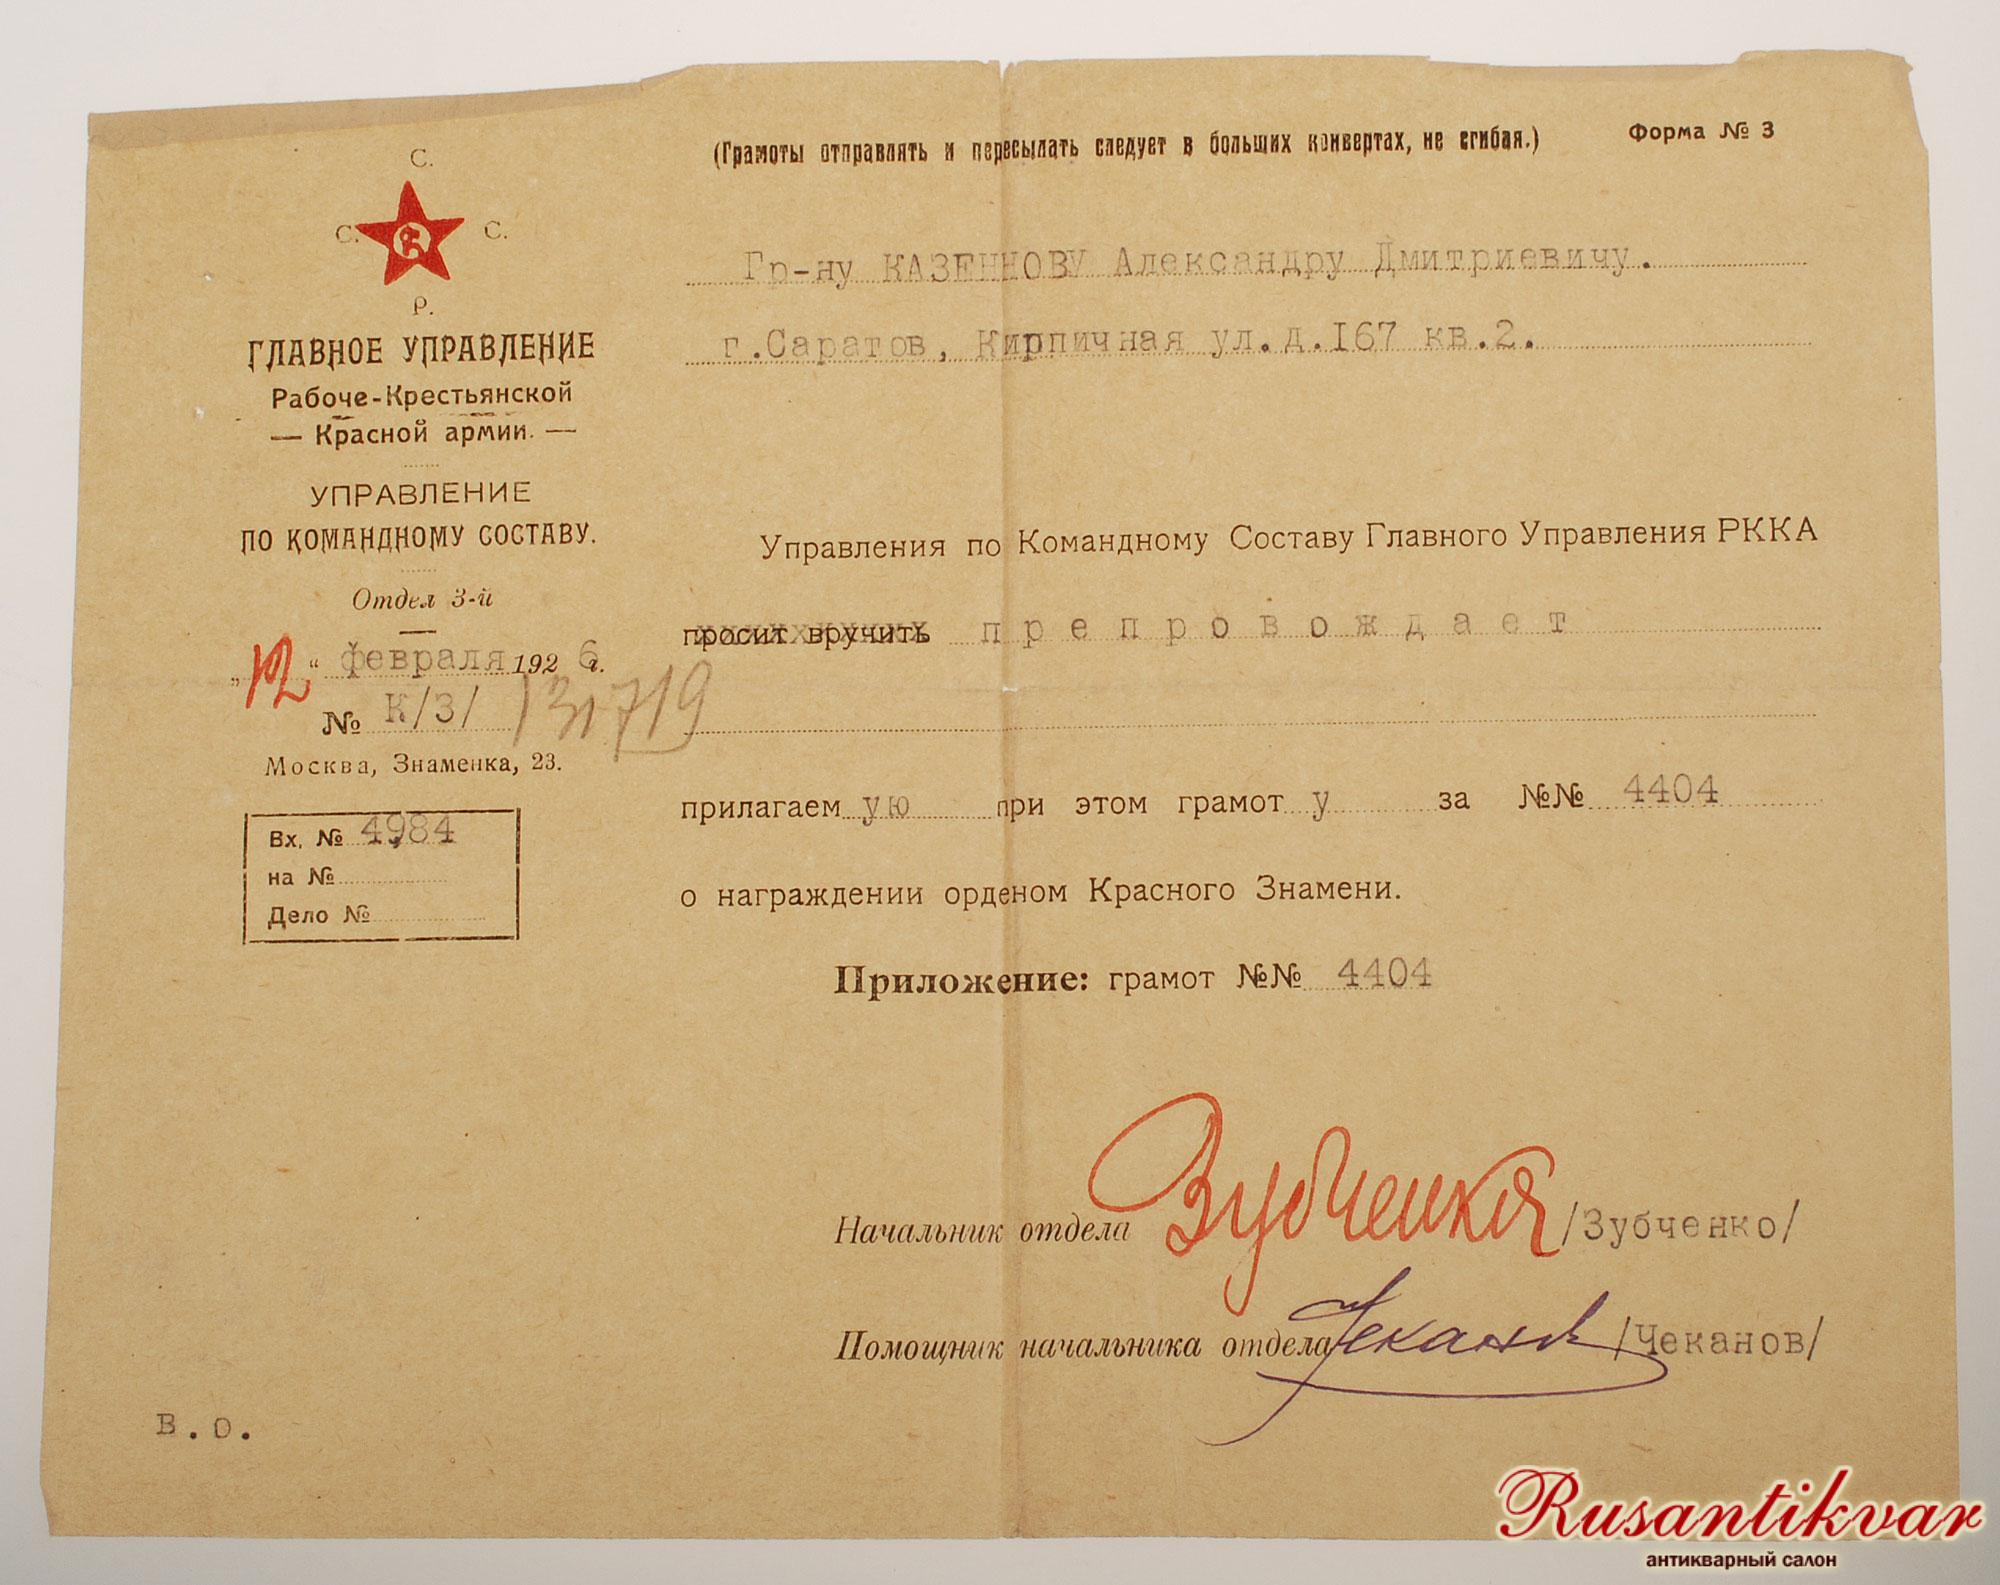 (Грамоты отправлять и пересылать следует в больших конвертах, не сгибая.)
Форма № 3
С.
С. С.
Р.
ГЛАВНОЕ УПРАВЛЕНИЕ
Рабоче-Крестьянской
— Красной армии. —
УПРАВЛЕНИЕ
ПО КОМАНДНОМУ СОСТАВУ.
Отдел 3-й
„12“ февраля 1926 г.
№ К/3/ 131719
Москва, Знаменка, 23.
Вх. № 4984
на №
Дело №
Гр-ну КАЗЕННОВУ Александру Дмитриевичу.
г.Саратов, Кирпичная ул.д.I67 кв.2.
Управления по Командному Составу Главного Управления РККА
просит вручить препровождает
прилагаемую при этом грамоту за №№ 4404
о награждении орденом Красного Знамени.
Приложение: грамот №№ 4404
Начальник отдела Зубченко /Зубченко/
Помощник начальника отдела Чеканов /Чеканов/
В.О.
Rusantikvar
антикварный салон